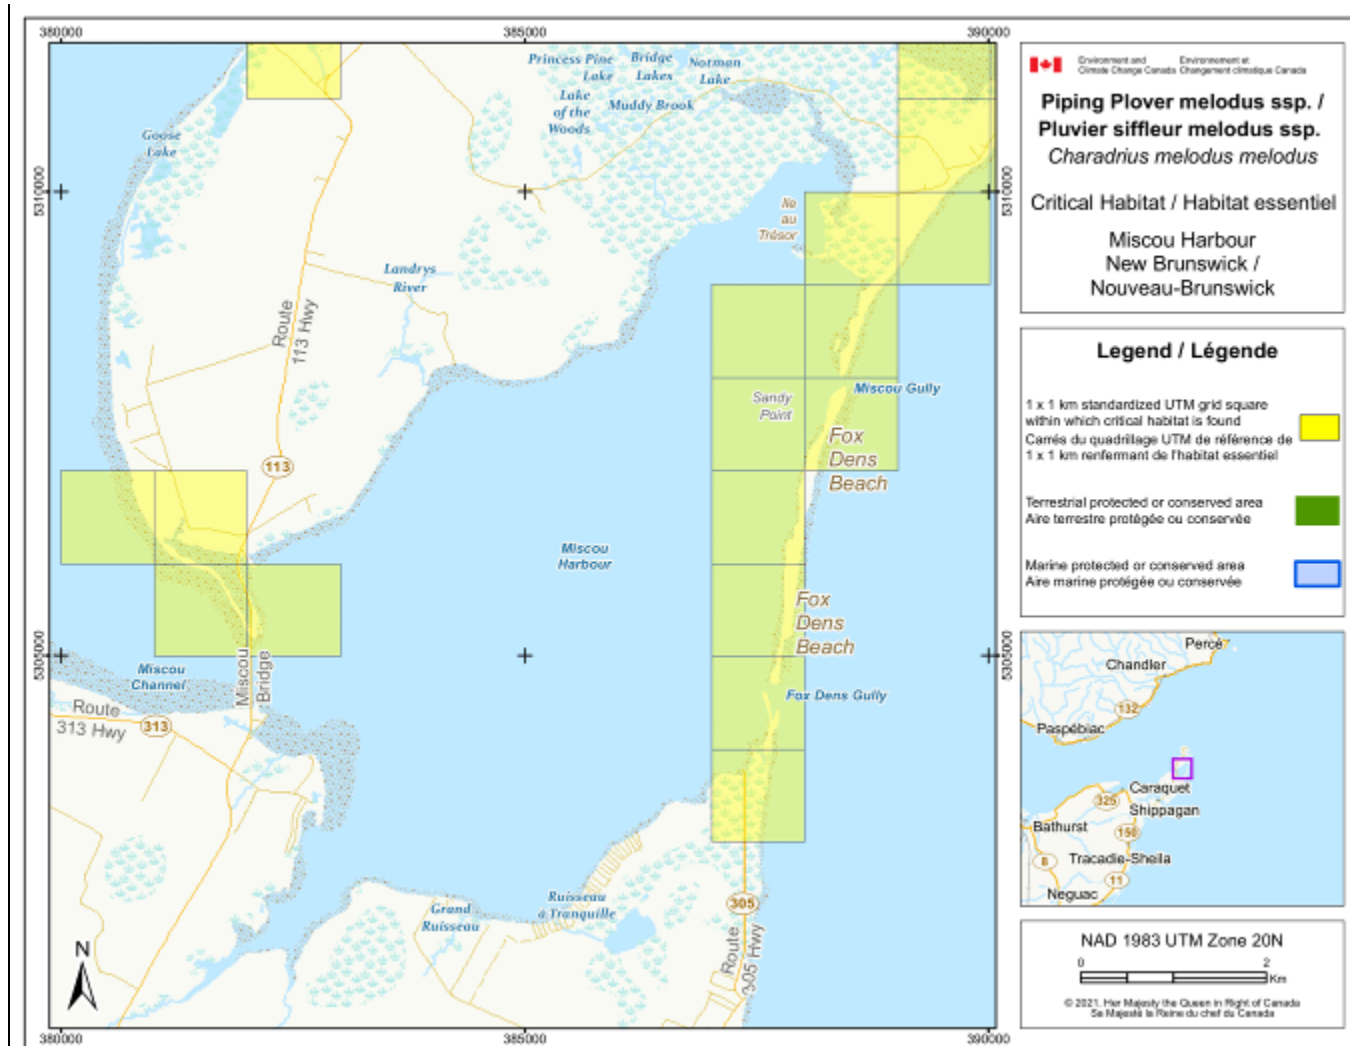 380000
385000
390000
Princess Pine
Lake
Bridge
Lakes
Notman
Lake
Lake
of the
Woods
Muddy Brook
Goose
Lake
5310000
5310000
Ile
au
Trésor
Landrys
River
Route
113 Hwy
Sandy
Point
Miscou Gully
Fox
Dens
Beach
113
Miscou
Harbour
Fox
Dens
Beach
5305000
5305000
Miscou
Channel
Miscou
Bridge
Fox Dens Gully
Route
313 Hwy
313
305
Route
305 Hwy
Grand
Ruisseau
Ruisseau
à Tranquille
N
380000
385000
390000
Environment and
Climate Change Canada
Environnement et
Changement climatique Canada
Piping Plover melodus ssp. /
Pluvier siffleur melodus ssp.
Charadrius melodus melodus
Critical Habitat / Habitat essentiel
Miscou Harbour
New Brunswick /
Nouveau-Brunswick
Legend / Légende
1 x 1 km standardized UTM grid square
within which critical habitat is found
Carrés du quadrillage UTM de référence de
1 x 1 km renfermant de l'habitat essentiel
Terrestrial protected or conserved area
Aire terrestre protégée ou conservée
Marine protected or conserved area
Aire marine protégée ou conservée
Percé
Chandler
132
Paspébiac
Caraquet
325
Shippagan
Bathurst
150
8
Tracadie-Sheila
11
Neguac
NAD 1983 UTM Zone 20N
0 2
Km
© 2021. Her Majesty the Queen in Right of Canada
Sa Majesté la Reine du chef du Canada